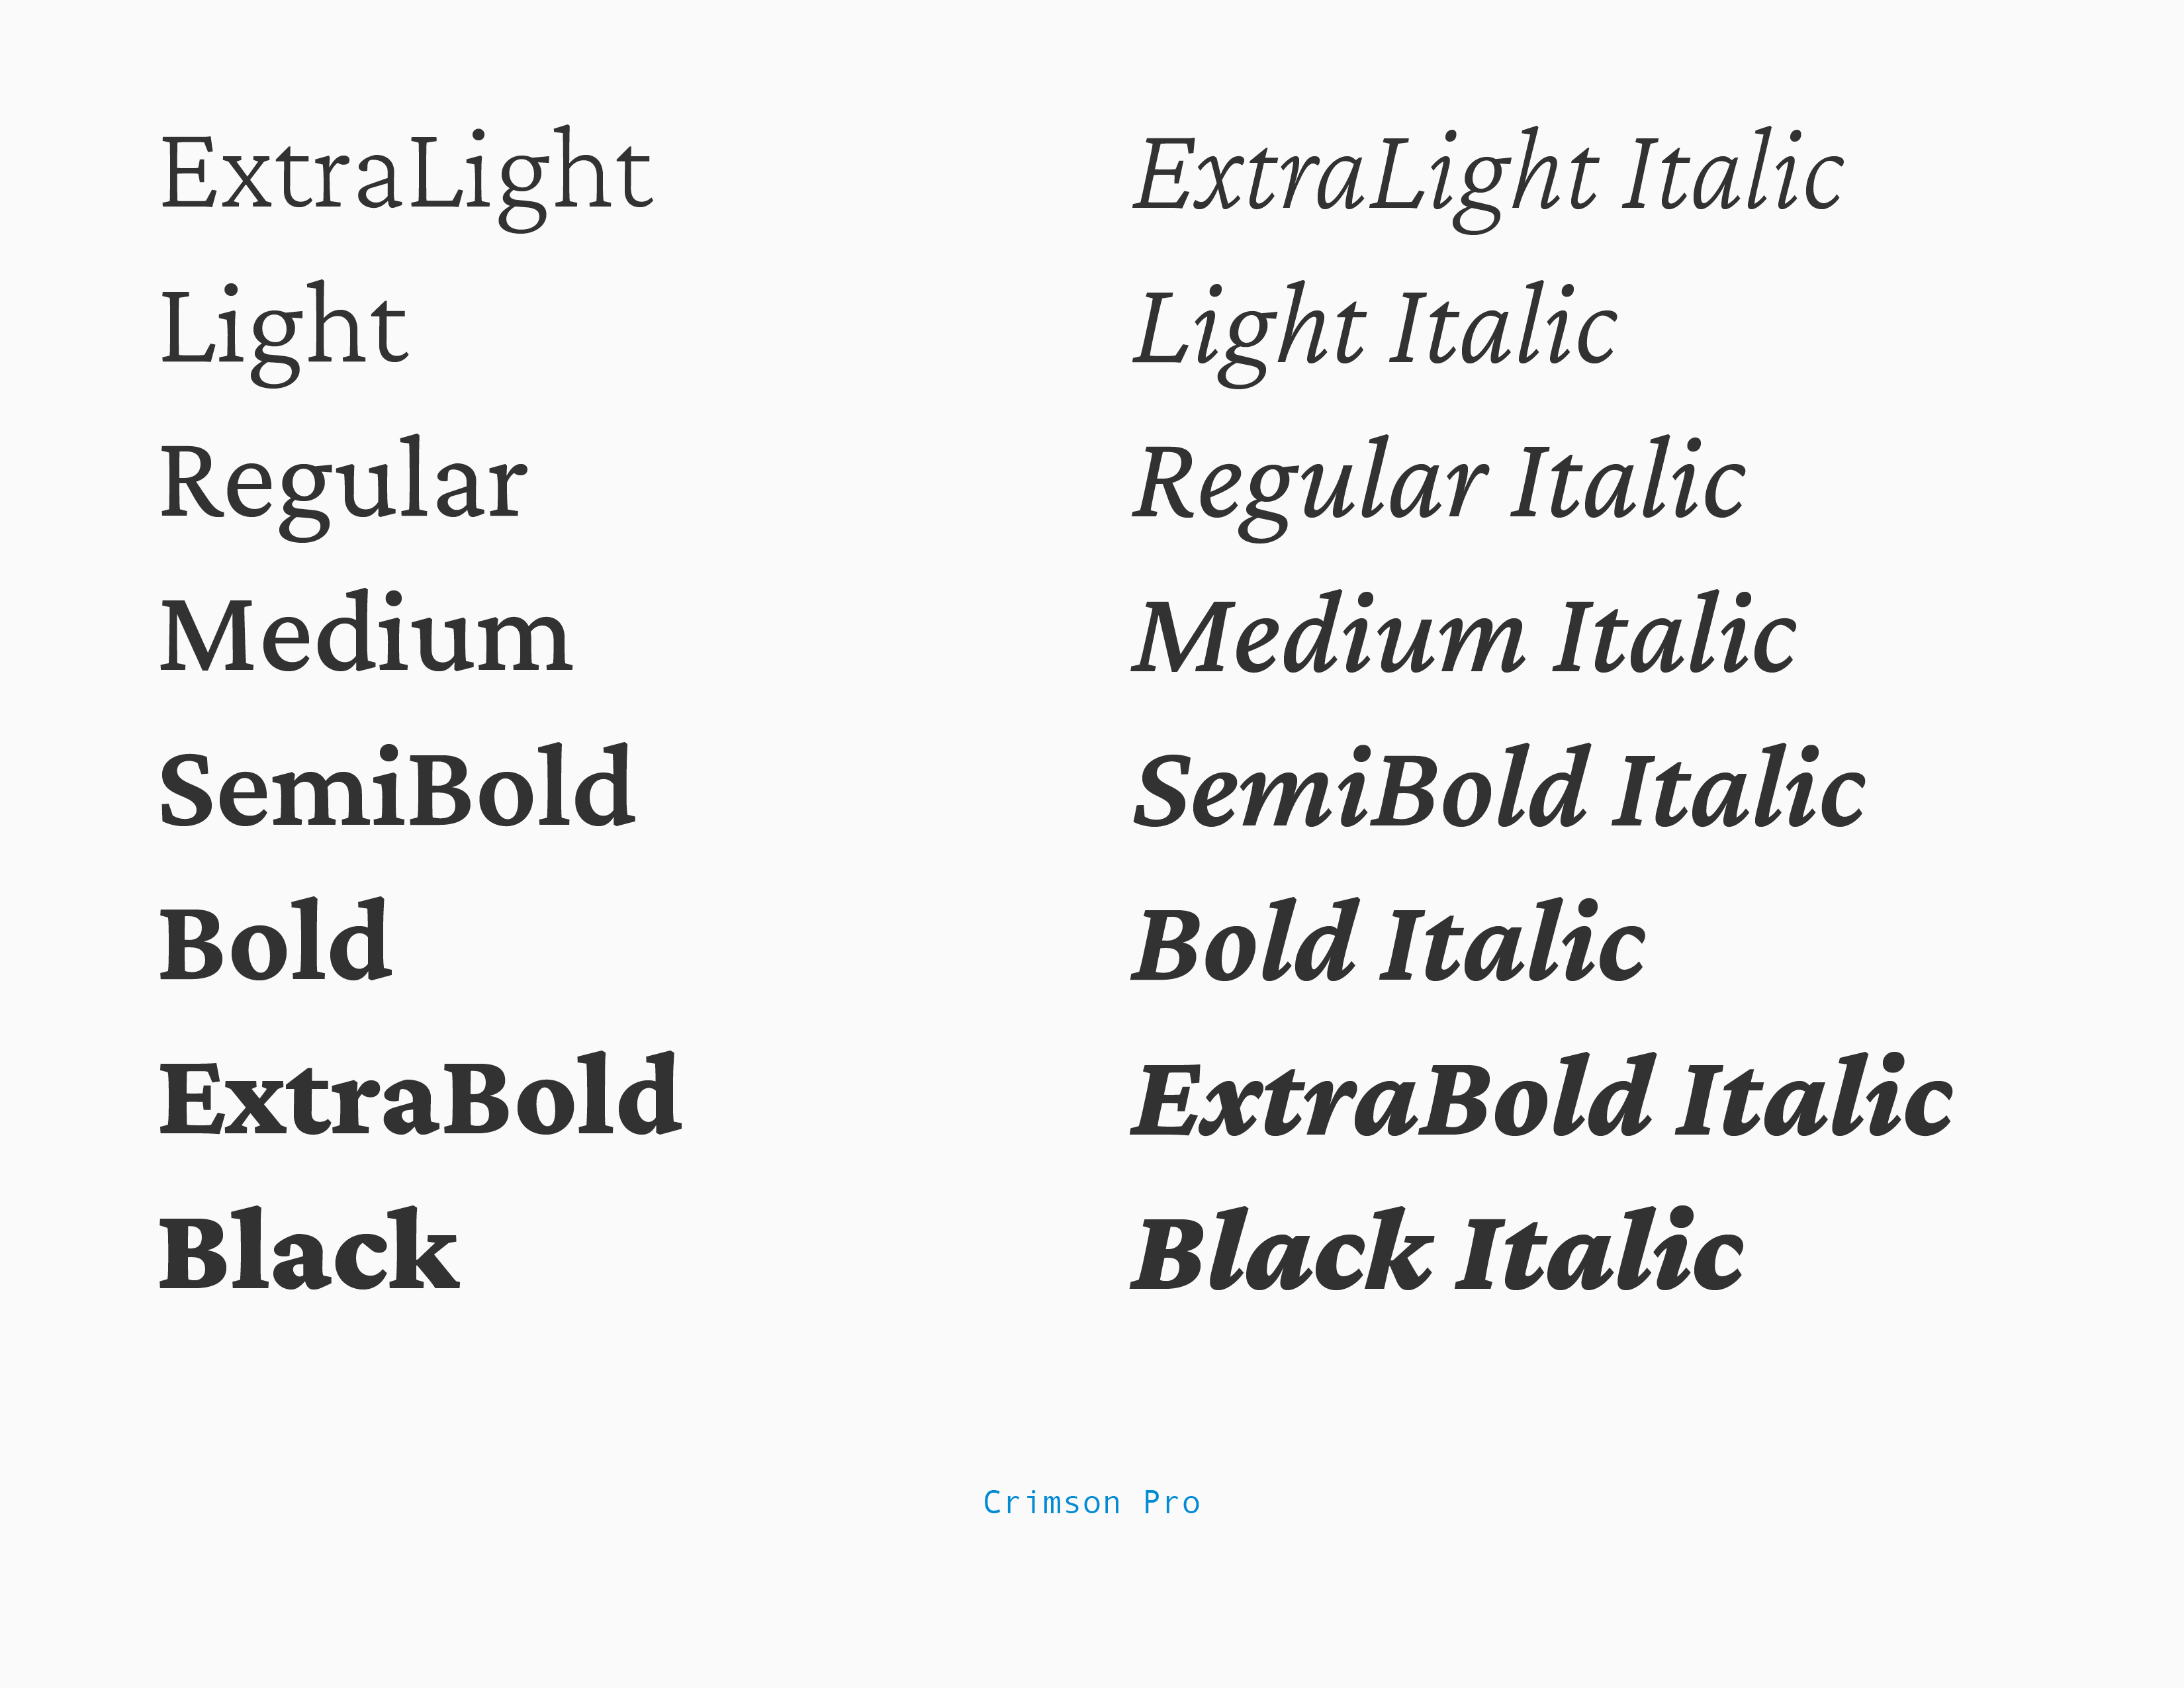 ExtraLight
Light
Regular
Medium
SemiBold
Bold
ExtraBold
Black
ExtraLight Italic
Light Italic
Regular Italic
Medium Italic
SemiBold Italic
Bold Italic
ExtraBold Italic
Black Italic
Crimson Pro